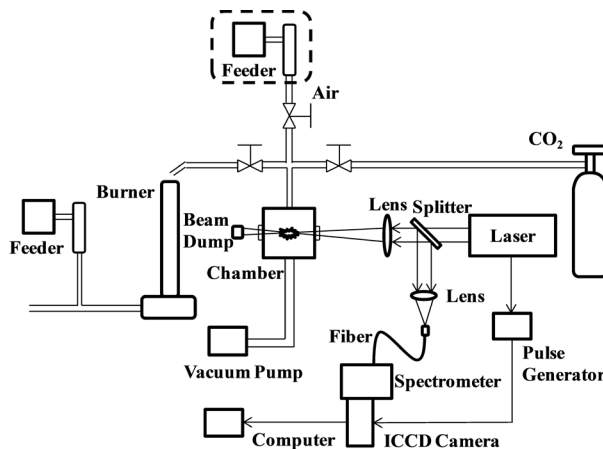 Feeder
Air
CO₂
Burner
Lens
Splitter
Beam
Dump
Laser
Feeder
Chamber
Lens
Fiber
Pulse
Generator
Vacuum Pump
Spectrometer
Computer
ICCD Camera